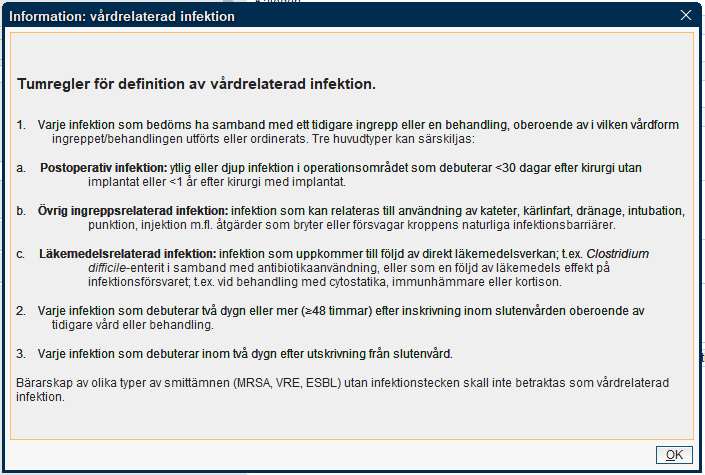 Information: vårdrelaterad infektion
Tumregler för definition av vårdrelaterad infektion.
1. Varje infektion som bedöms ha samband med ett tidigare ingrepp eller en behandling, oberoende av i vilken vårdform
ingreppet/behandlingen utförts eller ordinerats. Tre huvudtyper kan särskiljas:
a. Postoperativ infektion: ytlig eller djup infektion i operationsområdet som debuterar <30 dagar efter kirurgi utan
implantat eller <1 år efter kirurgi med implantat.
b. Övrig ingreppsrelaterad infektion: infektion som kan relateras till användning av kateter, kärlinfart, dränage, intubation,
punktion, injektion m.fl. åtgärder som bryter eller försvagar kroppens naturliga infektionsbarriärer.
c. Läkemedelsrelaterad infektion: infektion som uppkommer till följd av direkt läkemedelsverkan; t.ex. Clostridium
difficile-enterit i samband med antibiotikaanvändning, eller som en följd av läkemedels effekt på
infektionsförsvaret; t.ex. vid behandling med cytostatika, immunhämmare eller kortison.
2. Varje infektion som debuterar två dygn eller mer (≥48 timmar) efter inskrivning inom slutenvården oberoende av
tidigare vård eller behandling.
3. Varje infektion som debuterar inom två dygn efter utskrivning från slutenvård.
Bärarskap av olika typer av smittämnen (MRSA, VRE, ESBL) utan infektionstecken skall inte betraktas som vårdrelaterad
infektion.
OK